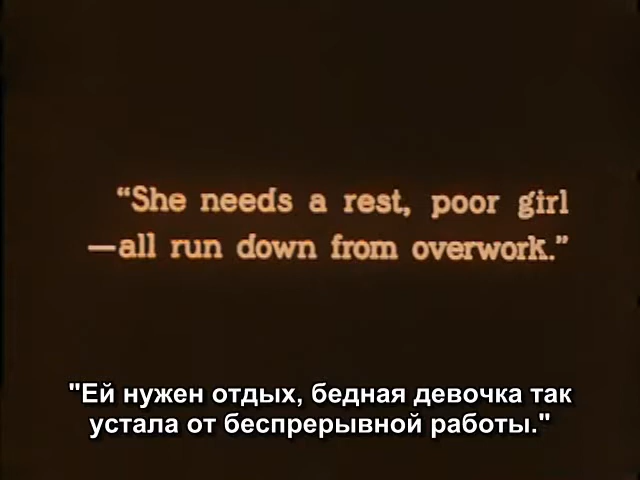 “She needs a rest, poor girl
—all run down from overwork.”
"Ей нужен отдых, бедная девочка так
устала от беспрерывной работы."